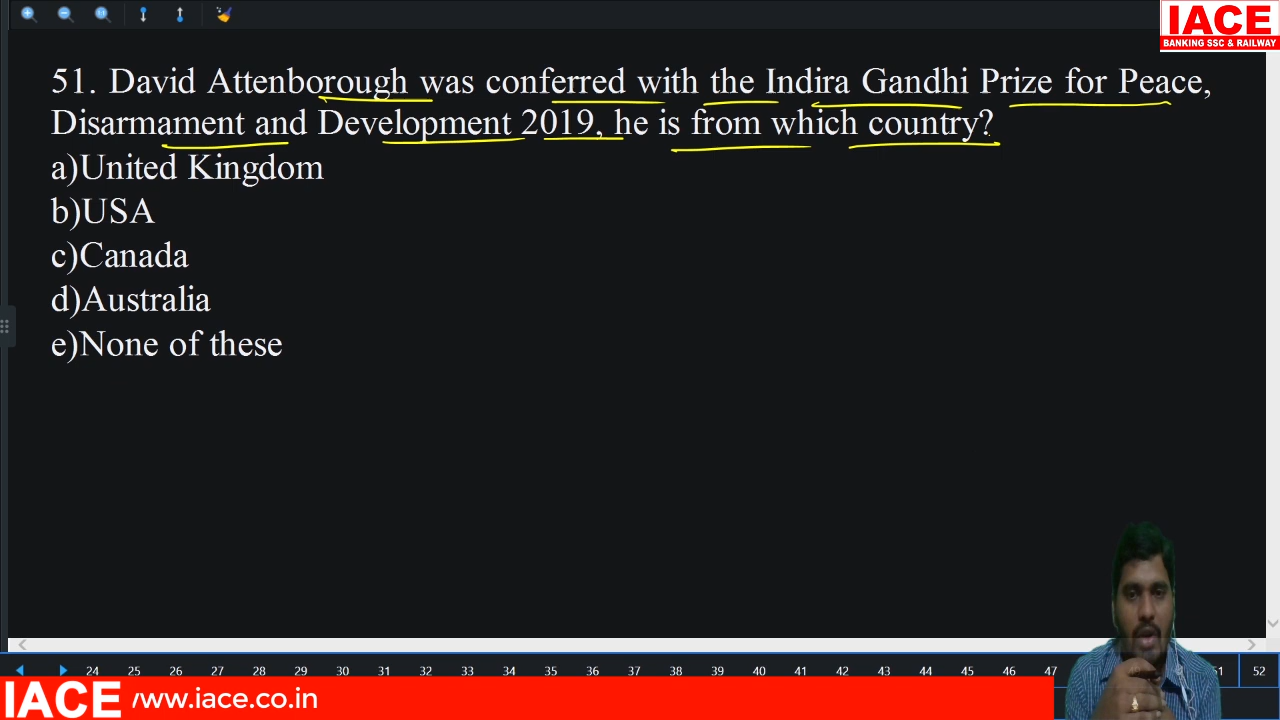 IACE
BANKING SSC & RAILWAY
51. David Attenborough was conferred with the Indira Gandhi Prize for Peace,
Disarmament and Development 2019, he is from which country?
a)United Kingdom
b)USA
c)Canada
d)Australia
e)None of these
24 25 26 27 28 29 30 31 32 33 34 35 36 37 38 39 40 41 42 43 44 45 46 47 51 52
IACE /ww.iace.co.in